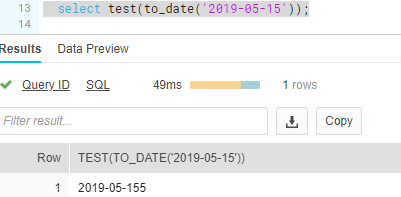 13 select test(to_date('2019-05-15'));
14
Results Data Preview
Query ID SQL 49ms 1 rows
Filter result... Copy
Row TEST(TO_DATE('2019-05-15'))
1 2019-05-155